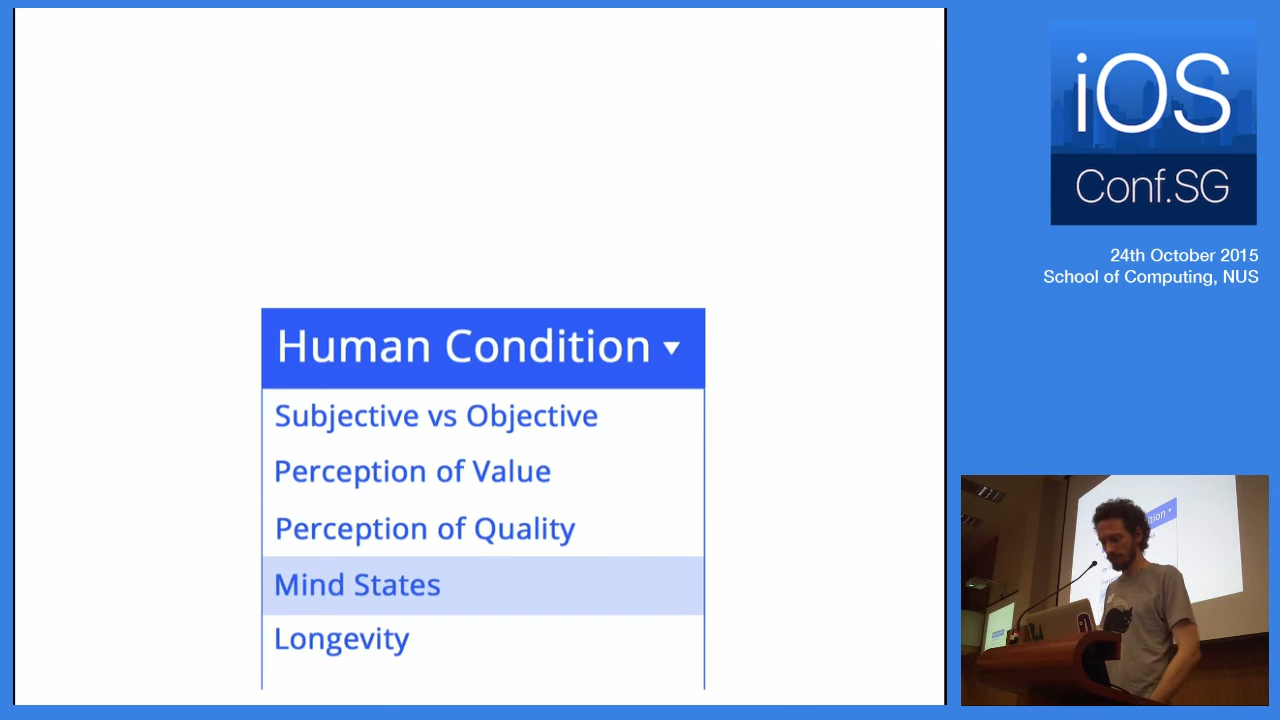 Human Condition
Subjective vs Objective
Perception of Value
Perception of Quality
Mind States
Longevity
iOS
Conf.SG
24th October 2015
School of Computing, NUS